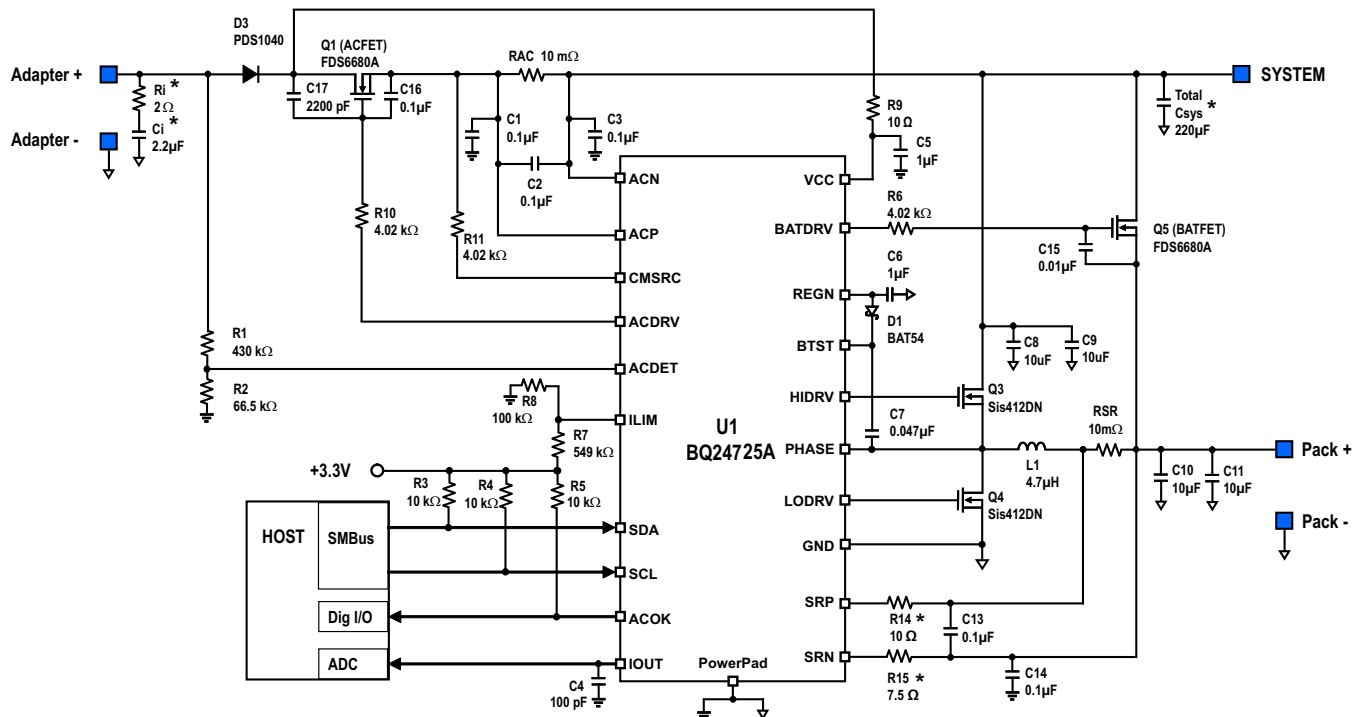 D3
PDS1040
Q1 (ACFET)
FDS6680A
RAC 10 mΩ
Adapter +
SYSTEM
Ri *
2Ω
Ci *
2.2µF
Adapter -
C17
2200 pF
C16
0.1µF
R9
10 Ω
Total
Csys *
220µF
C1
0.1µF
C3
0.1µF
C5
1µF
C2
0.1µF
ACN
VCC
R10
4.02 kΩ
R11
4.02 kΩ
ACP
BATDRV
R6
4.02 kΩ
Q5 (BATFET)
FDS6680A
C15
0.01µF
CMSRC
REGN
C6
1µF
ACDRV
D1
BAT54
BTST
R1
430 kΩ
ACDET
C8
10uF
C9
10uF
R2
66.5 kΩ
R8
100 kΩ
HIDRV
Q3
Sis412DN
ILIM
U1
BQ24725A
C7
0.047µF
RSR
10mΩ
R7
549 kΩ
PHASE
Pack +
L1
4.7µH
C10
10µF
C11
10µF
+3.3V
R3
10 kΩ
R4
10 kΩ
R5
10 kΩ
LODRV
Q4
Sis412DN
HOST
SMBus
SDA
GND
Pack -
SCL
Dig I/O
ACOK
SRP
R14 *
10 Ω
C13
0.1µF
ADC
IOUT
PowerPad
SRN
R15 *
7.5 Ω
C14
0.1µF
C4
100 pF